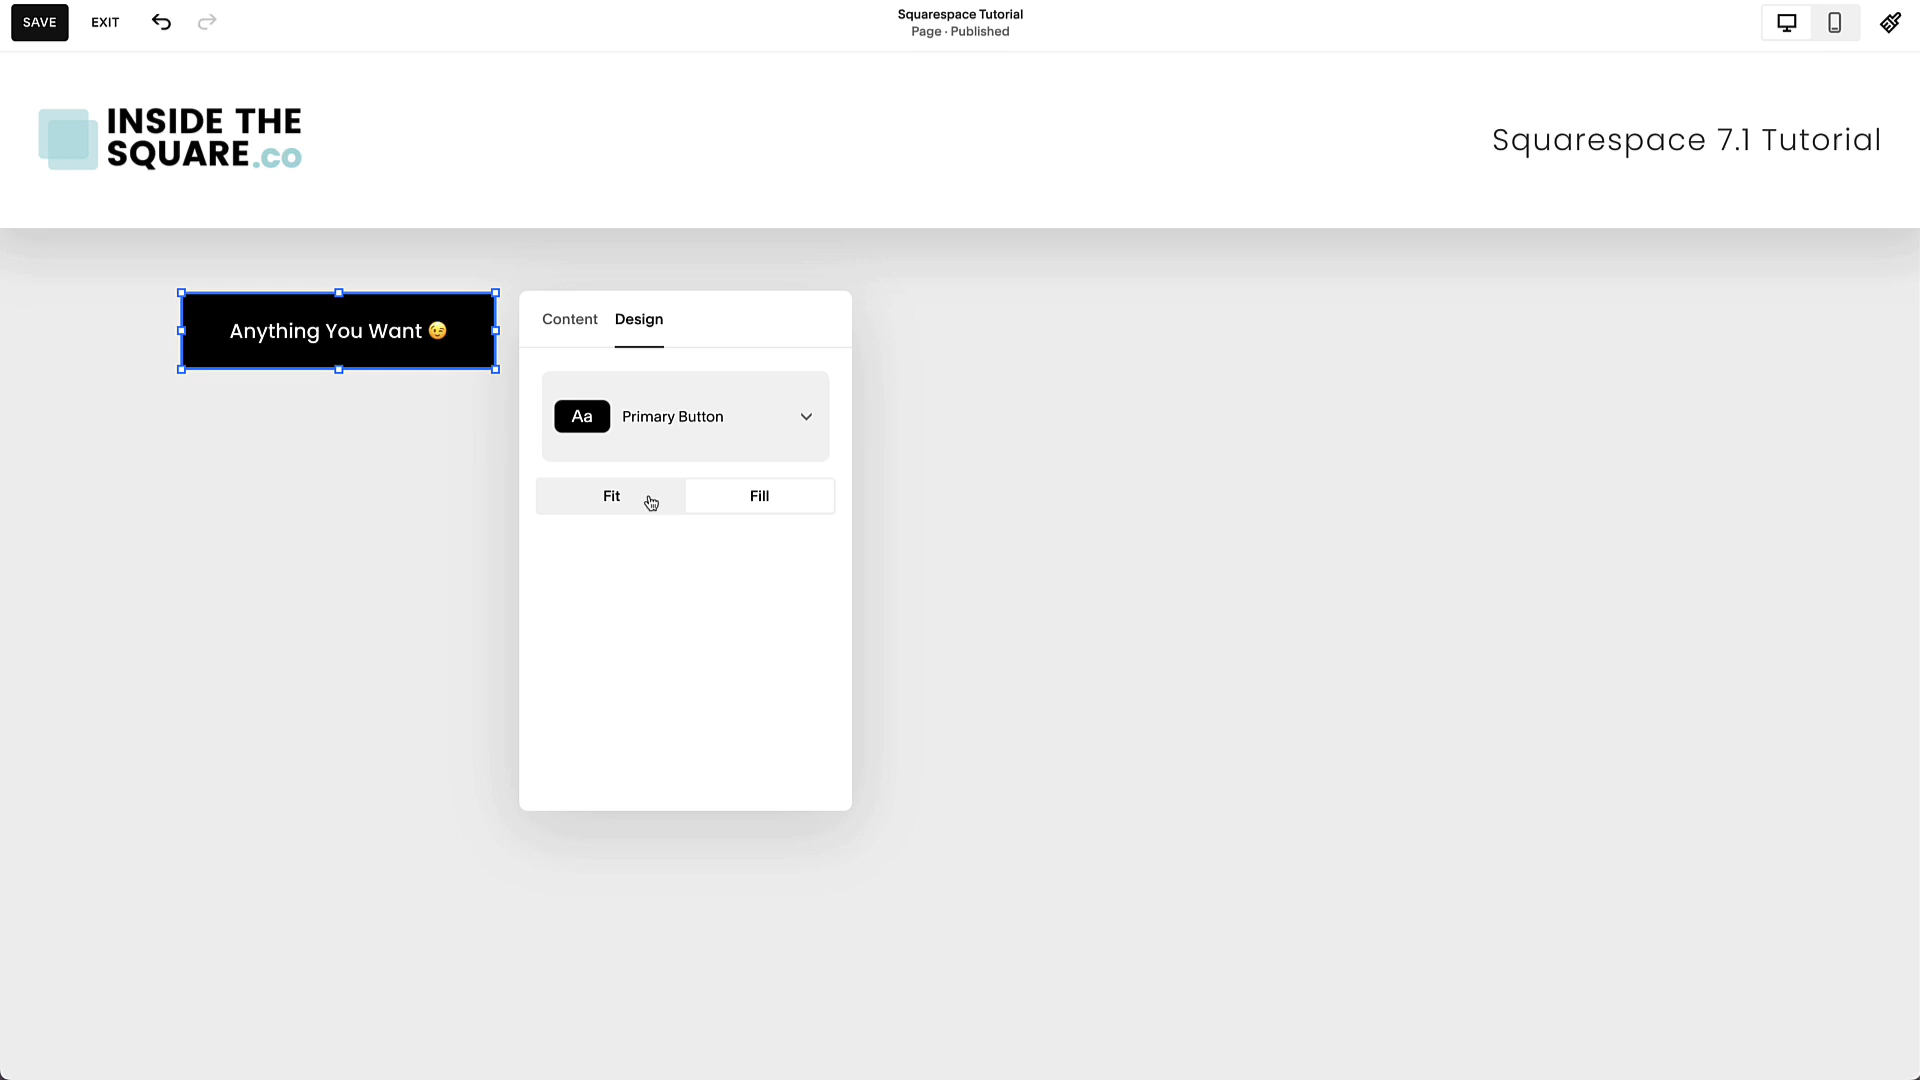 SAVE
EXIT
Squarespace Tutorial
Page · Published
INSIDE THE
SQUARE.co
Squarespace 7.1 Tutorial
Anything You Want 😉
Content
Design
Aa
Primary Button
Fit
Fill